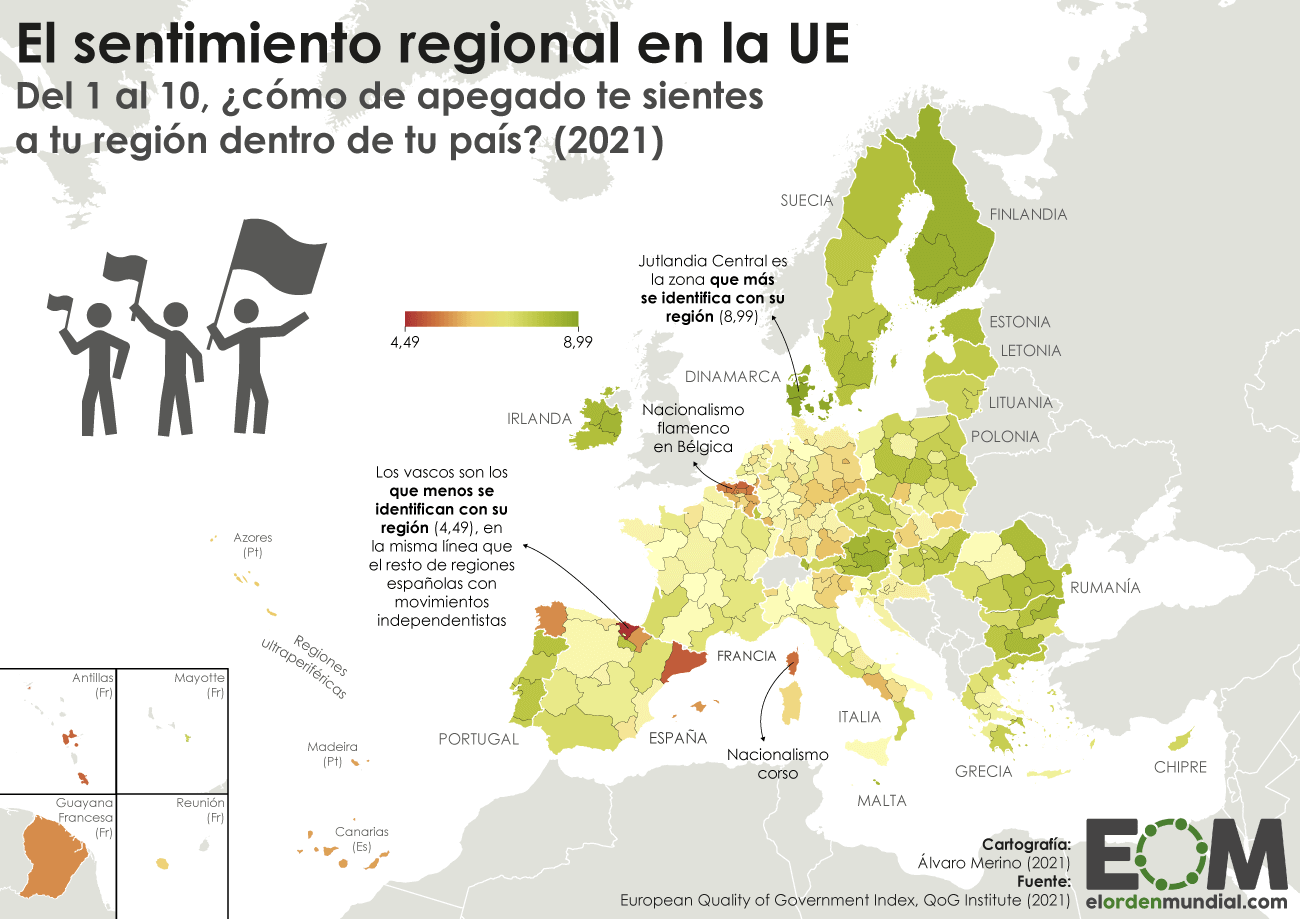 El sentimiento regional en la UE
Del 1 al 10, ¿cómo de apegado te sientes
a tu región dentro de tu país? (2021)
4,49
8,99
Jutlandia Central es
la zona que más
se identifica con su
región (8,99)
SUECIA
FINLANDIA
ESTONIA
LETONIA
LITUANIA
POLONIA
DINAMARCA
IRLANDA
Nacionalismo
flamenco
en Bélgica
Los vascos son los
que menos se
identifican con su
región (4,49), en
la misma línea que
el resto de regiones
españolas con
movimientos
independentistas
RUMANÍA
FRANCIA
ITALIA
PORTUGAL
ESPAÑA
Nacionalismo
corso
GRECIA
CHIPRE
MALTA
Azores
(Pt)
Regiones
ultraperiféricas
Madeira
(Pt)
Canarias
(Es)
Antillas
(Fr)
Mayotte
(Fr)
Guayana
Francesa
(Fr)
Reunión
(Fr)
Cartografía:
Álvaro Merino (2021)
Fuente:
European Quality of Government Index, QoG Institute (2021)
EOM
elordenmundial.com